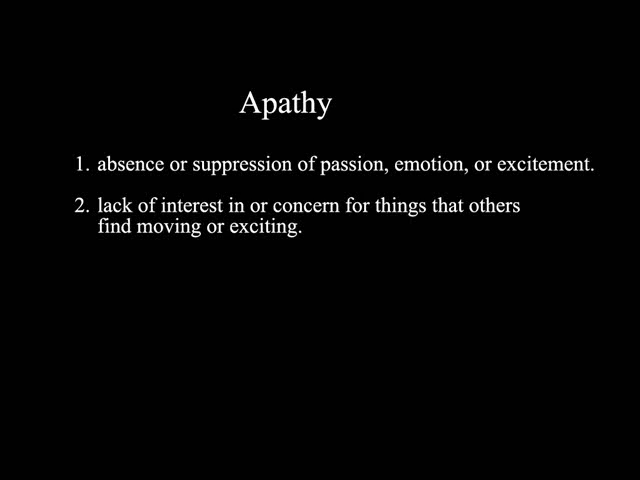 Apathy
1. absence or suppression of passion, emotion, or excitement.
2. lack of interest in or concern for things that others
find moving or exciting.